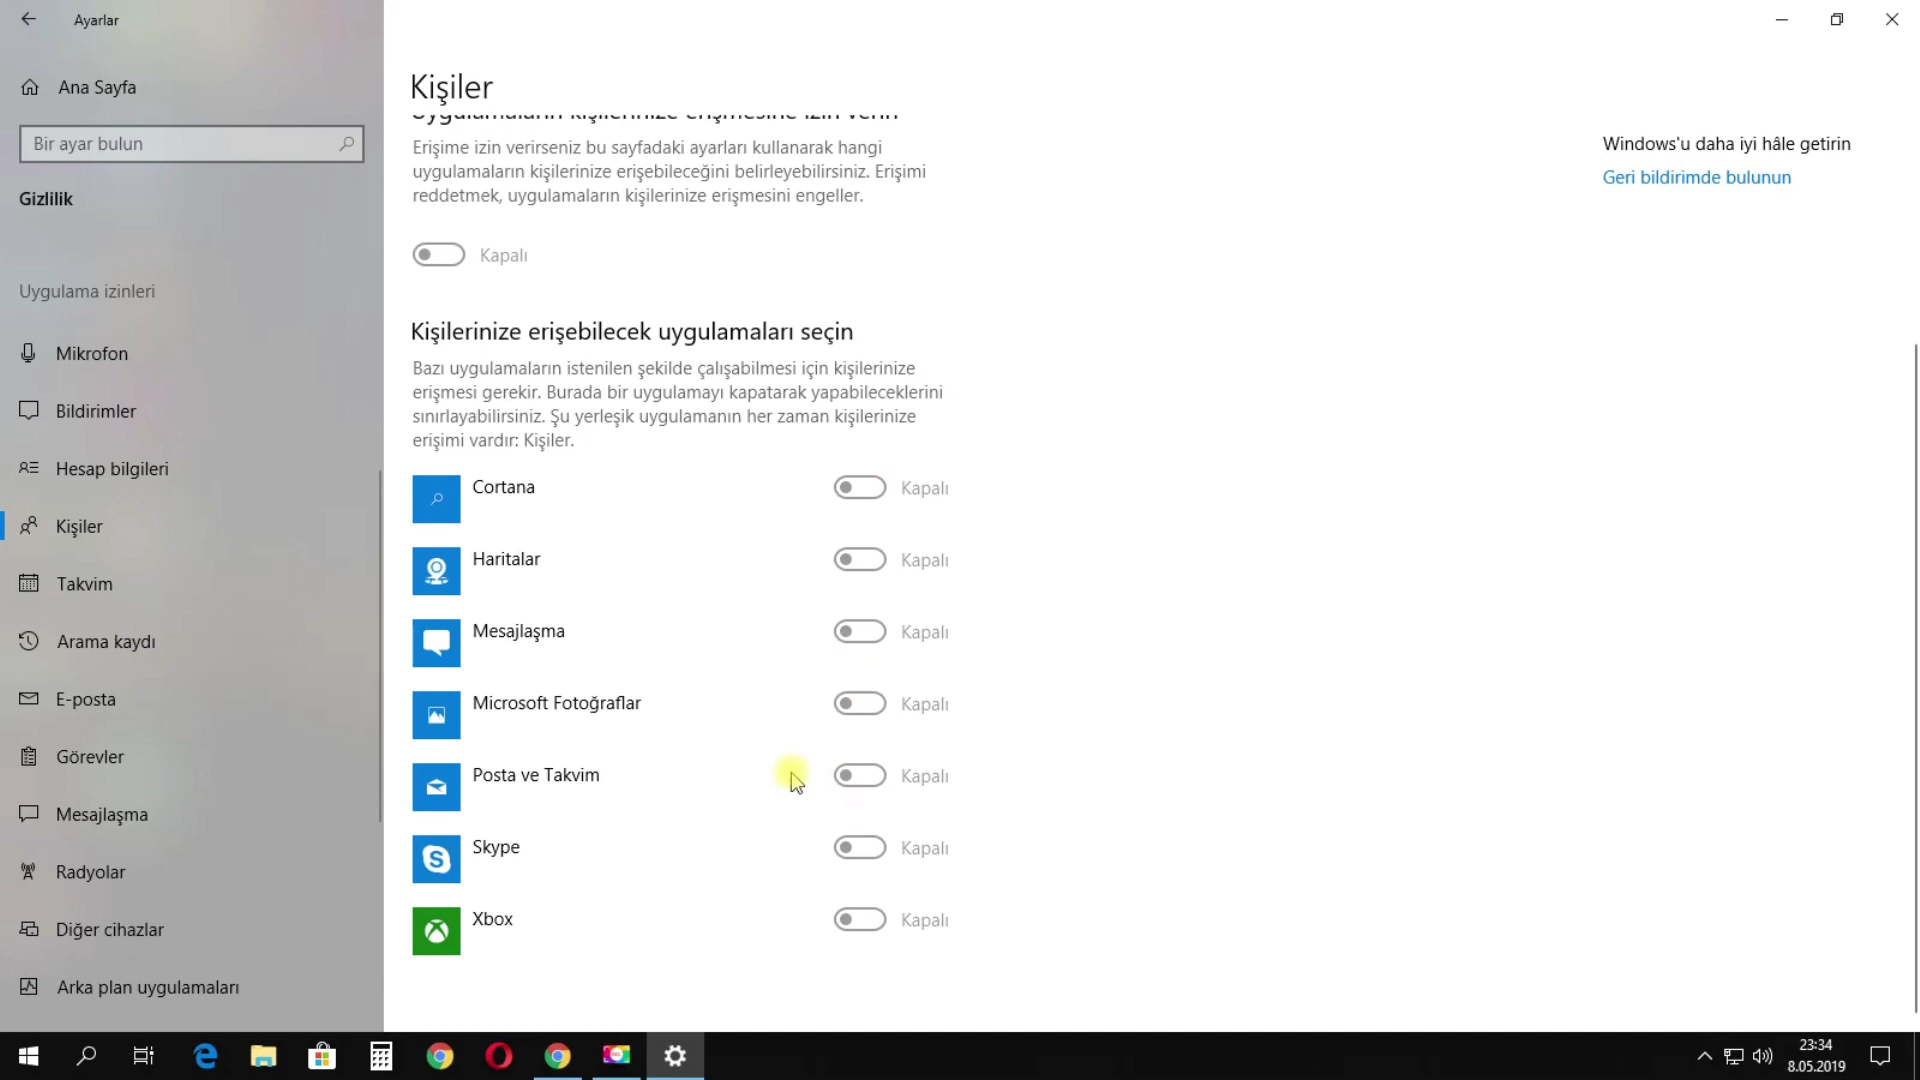 Ayarlar
Ana Sayfa
Bir ayar bulun
Gizlilik
Uygulama izinleri
Mikrofon
Bildirimler
Hesap bilgileri
Kişiler
Takvim
Arama kaydı
E-posta
Görevler
Mesajlaşma
Radyolar
Diğer cihazlar
Arka plan uygulamaları
Kişiler
Uygulamaların kişilerinize erişmesine izin verin
Erişime izin verirseniz bu sayfadaki ayarları kullanarak hangi
uygulamaların kişilerinize erişebileceğini belirleyebilirsiniz. Erişimi
reddetmek, uygulamaların kişilerinize erişmesini engeller.
Kapalı
Kişilerinize erişebilecek uygulamaları seçin
Bazı uygulamaların istenilen şekilde çalışabilmesi için kişilerinize
erişmesi gerekir. Burada bir uygulamayı kapatarak yapabileceklerini
sınırlayabilirsiniz. Şu yerleşik uygulamanın her zaman kişilerinize
erişimi vardır: Kişiler.
Cortana Kapalı
Haritalar Kapalı
Mesajlaşma Kapalı
Microsoft Fotoğraflar Kapalı
Posta ve Takvim Kapalı
Skype Kapalı
Xbox Kapalı
Windows'u daha iyi hâle getirin
Geri bildirimde bulunun
23:34
8.05.2019